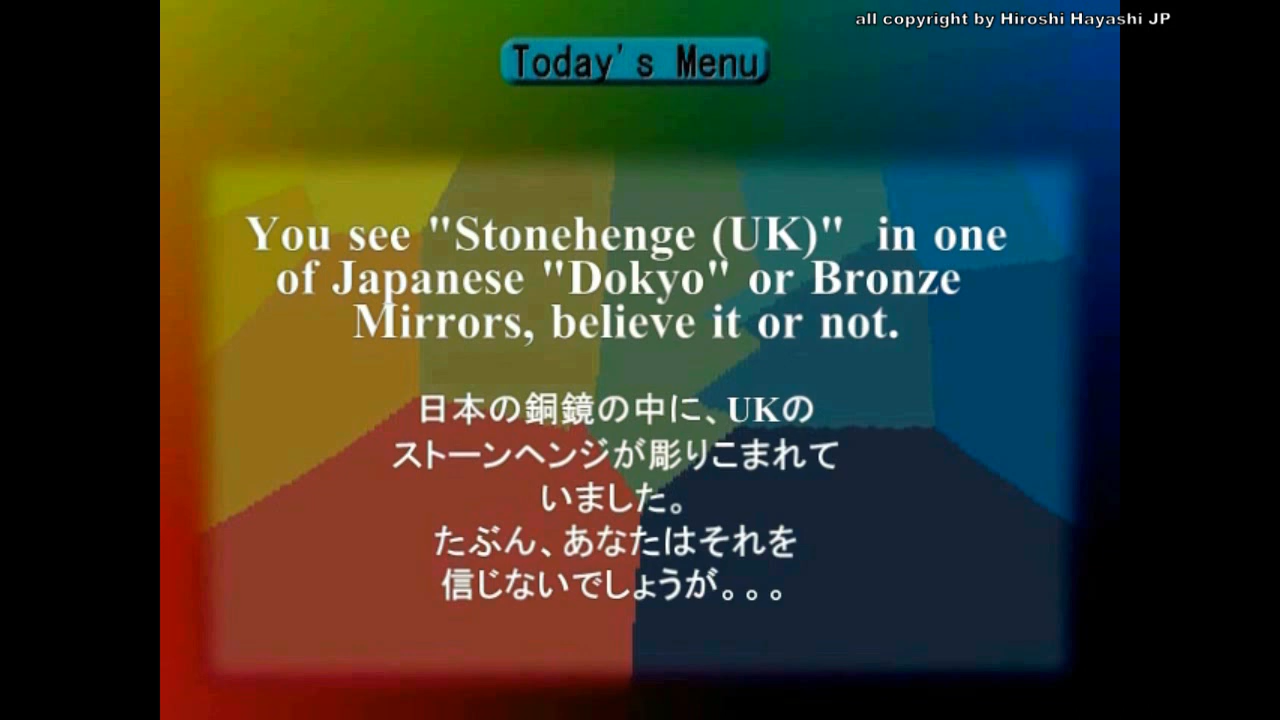 all copyright by Hiroshi Hayashi JP
Today's Menu
You see "Stonehenge (UK)" in one
of Japanese "Dokyo" or Bronze
Mirrors, believe it or not.
日本の銅鏡の中に、UKの
ストーンヘンジが彫りこまれて
いました。
たぶん、あなたはそれを
信じないでしょうが。。。